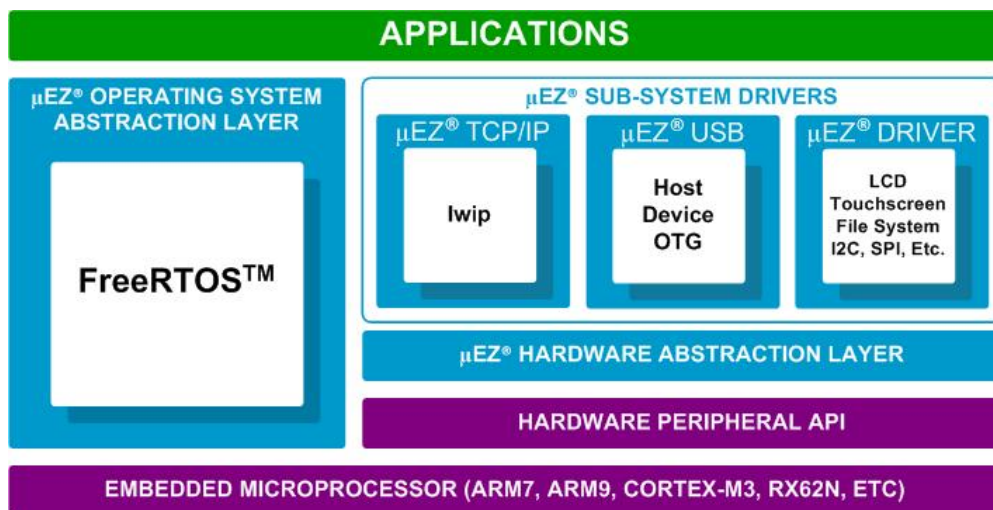 APPLICATIONS
µEZ® OPERATING SYSTEM
ABSTRACTION LAYER
FreeRTOS™
µEZ® SUB-SYSTEM DRIVERS
µEZ® TCP/IP
lwip
µEZ® USB
Host
Device
OTG
µEZ® DRIVER
LCD
Touchscreen
File System
I2C, SPI, Etc.
µEZ® HARDWARE ABSTRACTION LAYER
HARDWARE PERIPHERAL API
EMBEDDED MICROPROCESSOR (ARM7, ARM9, CORTEX-M3, RX62N, ETC)